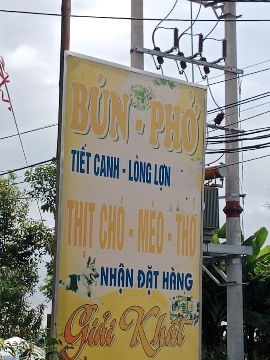 BÚN - PHỞ
TIẾT CANH - LÒNG LỢN
THỊT CHÓ - MÈO - THỎ
NHẬN ĐẶT HÀNG
Giải Khát